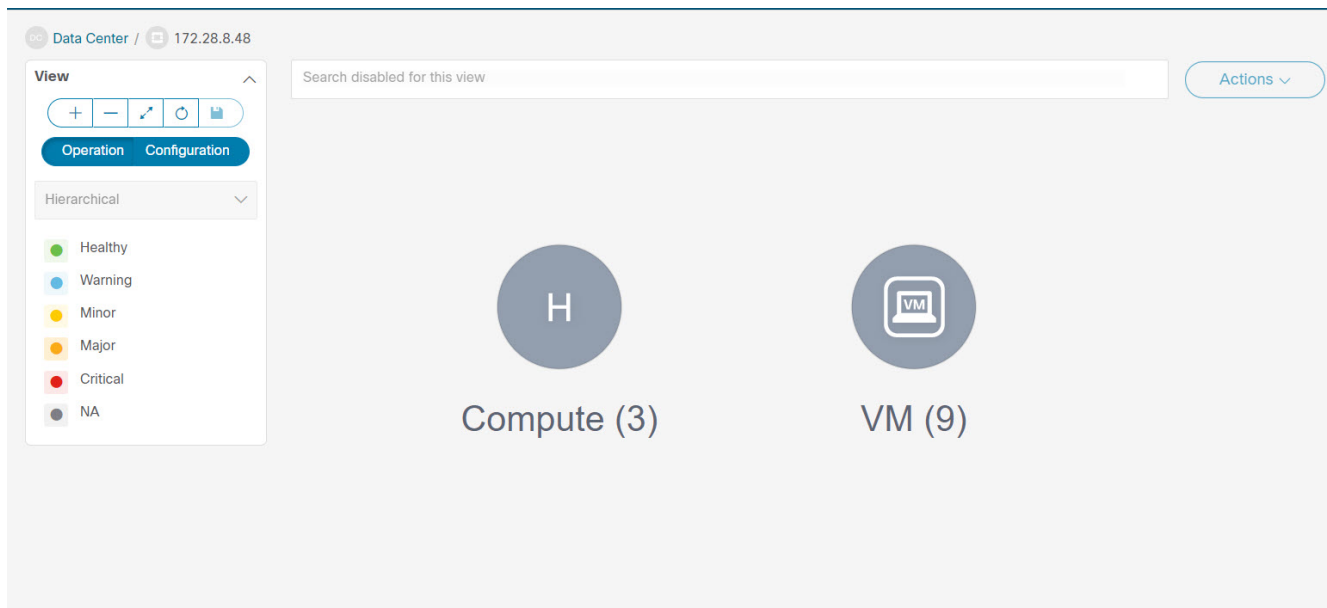 DC Data Center / 172.28.8.48
View
Search disabled for this view
Actions
Operation Configuration
Hierarchical
Healthy
Warning
Minor
Major
Critical
NA
H
VM
Compute (3)
VM (9)